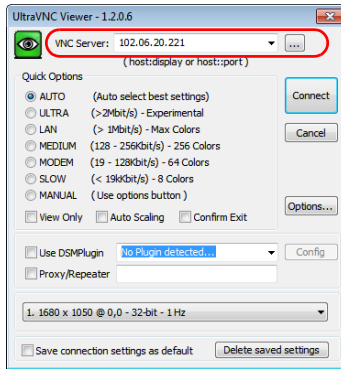 UltraVNC Viewer - 1.2.0.6
VNC Server: 102.06.20.221 ...
( host:display or host::port )
Quick Options
AUTO (Auto select best settings) Connect
ULTRA (>2Mbit/s) - Experimental
LAN (> 1Mbit/s) - Max Colors Cancel
MEDIUM (128 - 256Kbit/s) - 256 Colors
MODEM (19 - 128Kbit/s) - 64 Colors
SLOW (< 19kKbit/s) - 8 Colors
MANUAL ( Use options button ) Options...
View Only Auto Scaling Confirm Exit
Use DSMPlugin No Plugin detected... Config
Proxy/Repeater
1. 1680 x 1050 @ 0,0 - 32-bit - 1 Hz
Save connection settings as default Delete saved settings